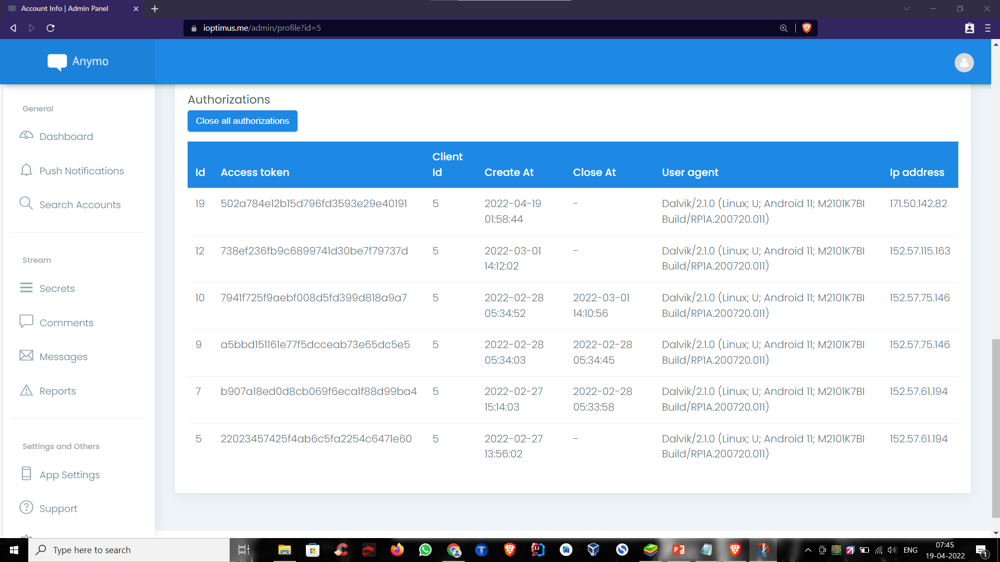 Account Info | Admin Panel
ioptimus.me/admin/profile?id=5
Anymo
General
Dashboard
Push Notifications
Search Accounts
Stream
Secrets
Comments
Messages
Reports
Settings and Others
App Settings
Support
Authorizations
Close all authorizations
Id Access token Client Id Create At Close At User agent Ip address
19 502a784e12b15d796fd3593e29e40191 5 2022-04-19 - Dalvik/2.1.0 (Linux; U; Android 11; M2101K7BI 171.50.142.82
01:58:44 Build/RP1A.200720.011)
12 738ef236fb9c6899741d30be7f79737d 5 2022-03-01 - Dalvik/2.1.0 (Linux; U; Android 11; M2101K7BI 152.57.115.163
14:12:02 Build/RP1A.200720.011)
10 7941f725f9aebf008d5fd399d818a9a7 5 2022-02-28 2022-03-01 Dalvik/2.1.0 (Linux; U; Android 11; M2101K7BI 152.57.75.146
05:34:52 14:10:56 Build/RP1A.200720.011)
9 a5bbd151161e77f5dcceab73e65dc5e5 5 2022-02-28 2022-02-28 Dalvik/2.1.0 (Linux; U; Android 11; M2101K7BI 152.57.75.146
05:34:03 05:34:45 Build/RP1A.200720.011)
7 b907a18ed0d8cb069f6eca1f88d99ba4 5 2022-02-27 2022-02-28 Dalvik/2.1.0 (Linux; U; Android 11; M2101K7BI 152.57.61.194
15:14:03 05:33:58 Build/RP1A.200720.011)
5 22023457425f4ab6c5fa2254c6471e60 5 2022-02-27 - Dalvik/2.1.0 (Linux; U; Android 11; M2101K7BI 152.57.61.194
13:56:02 Build/RP1A.200720.011)
Type here to search
ENG
07:45
19-04-2022
1